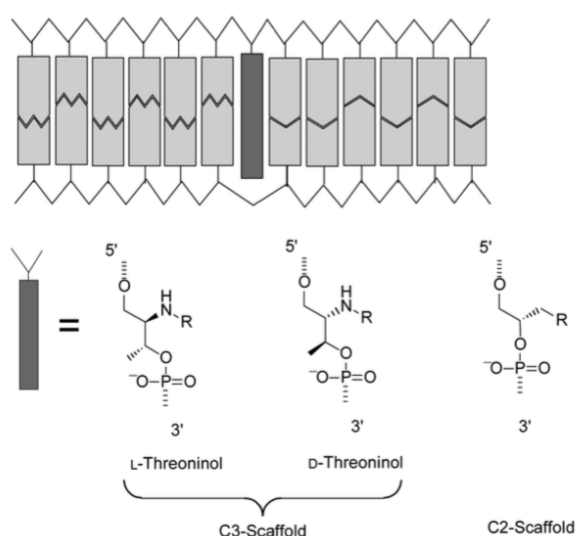 5' 5' 5'
O O O
H H
N N
R R R
O O O
⁻O-P=O ⁻O-P=O ⁻O-P=O
3' 3' 3'
=
L-Threoninol D-Threoninol
C3-Scaffold C2-Scaffold